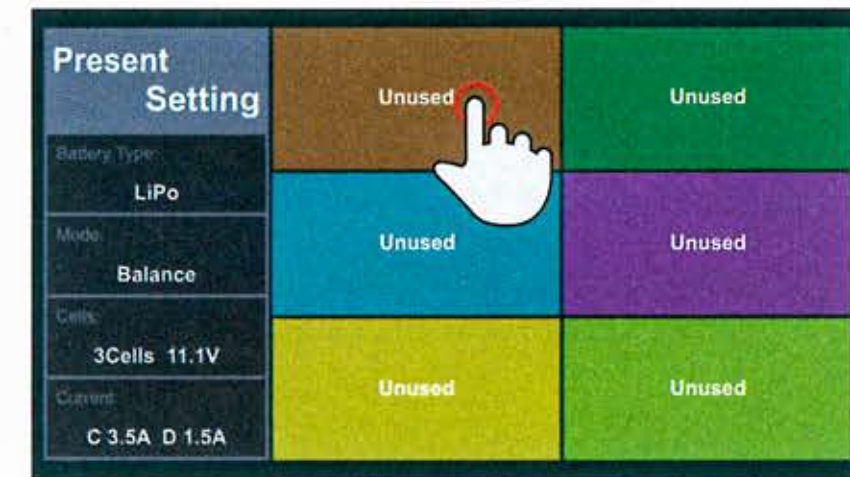 Present
Setting
Battery Type:
LiPo
Mode:
Balance
Cells:
3Cells 11.1V
Current:
C 3.5A D 1.5A
Unused
Unused
Unused
Unused
Unused
Unused